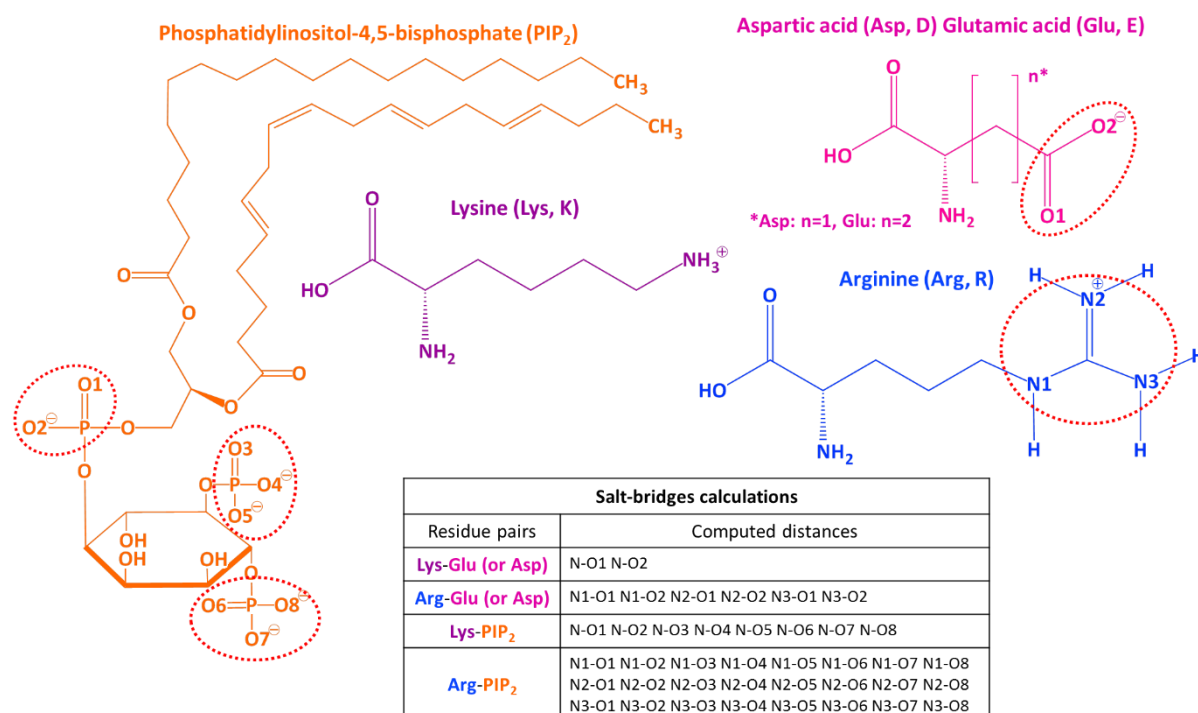 Phosphatidylinositol-4,5-bisphosphate (PIP2)
CH3
CH3
O
O
O
O
O1
O2⊖
P
O
O
O3
O
P
O4⊖
O5⊖
OH
OH
OH
O
O6
P
O8⊖
O7⊖
Lysine (Lys, K)
O
HO
NH2
NH3⊕
Aspartic acid (Asp, D) Glutamic acid (Glu, E)
n*
O
HO
NH2
O2⊖
O1
*Asp: n=1, Glu: n=2
Arginine (Arg, R)
O
HO
NH2
H
H
⊕
N2
N1
N3
H
H
H
Salt-bridges calculations
Residue pairs Computed distances
Lys-Glu (or Asp) N-O1 N-O2
Arg-Glu (or Asp) N1-O1 N1-O2 N2-O1 N2-O2 N3-O1 N3-O2
Lys-PIP2 N-O1 N-O2 N-O3 N-O4 N-O5 N-O6 N-O7 N-O8
Arg-PIP2
N1-O1 N1-O2 N1-O3 N1-O4 N1-O5 N1-O6 N1-O7 N1-O8
N2-O1 N2-O2 N2-O3 N2-O4 N2-O5 N2-O6 N2-O7 N2-O8
N3-O1 N3-O2 N3-O3 N3-O4 N3-O5 N3-O6 N3-O7 N3-O8